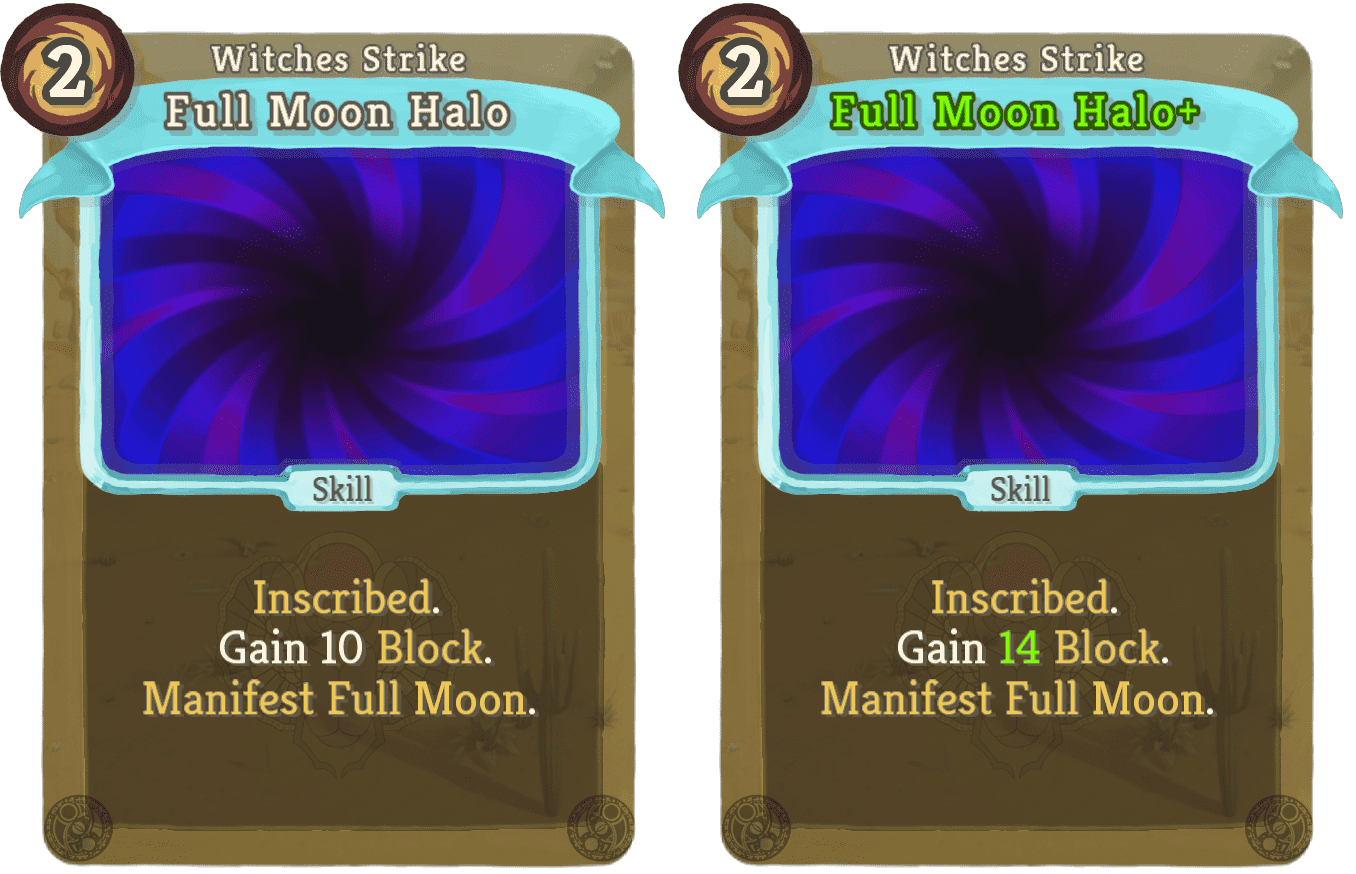 2
Witches Strike
Full Moon Halo
Skill
Inscribed.
Gain 10 Block.
Manifest Full Moon.
2
Witches Strike
Full Moon Halo+
Skill
Inscribed.
Gain 14 Block.
Manifest Full Moon.